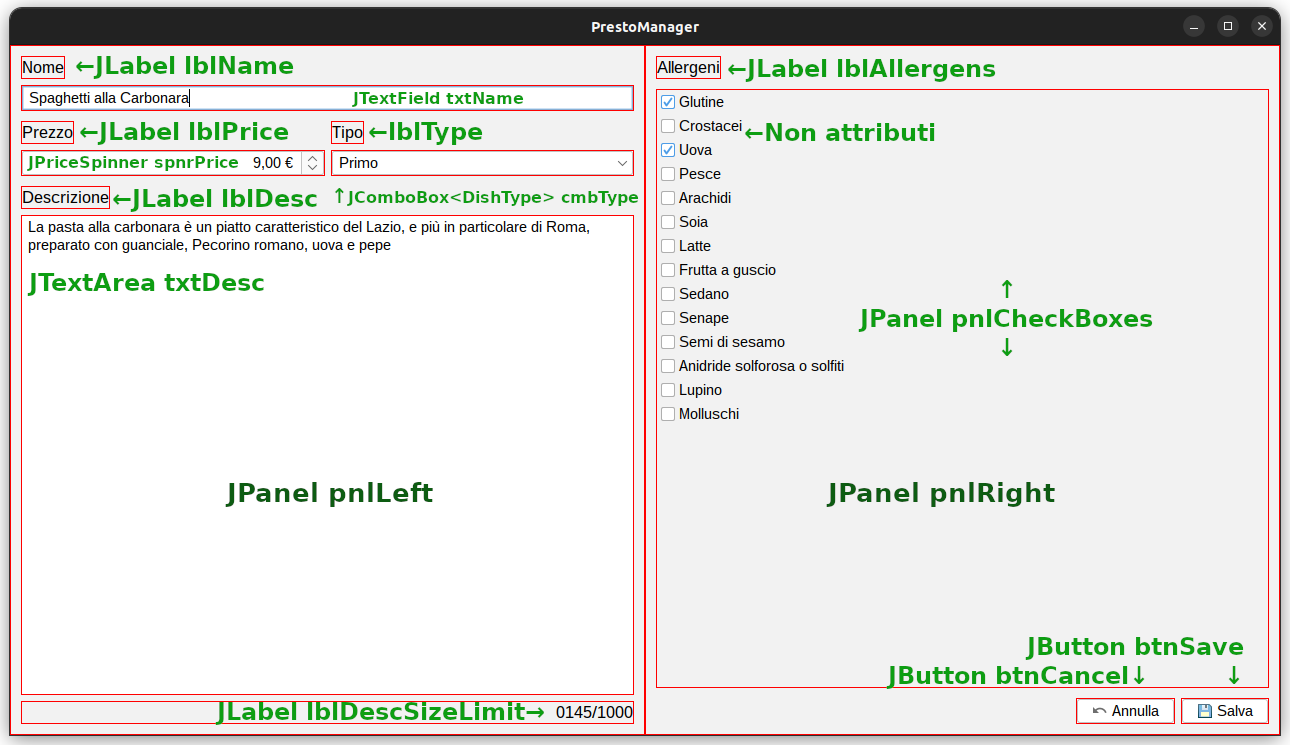 PrestoManager
Nome ←JLabel lblName
Spaghetti alla Carbonara JTextField txtName
Prezzo ←JLabel lblPrice Tipo ←lblType
JPriceSpinner spnrPrice 9,00 € Primo
Descrizione ←JLabel lblDesc ↑JComboBox<DishType> cmbType
La pasta alla carbonara è un piatto caratteristico del Lazio, e più in particolare di Roma,
preparato con guanciale, Pecorino romano, uova e pepe
JTextArea txtDesc
JPanel pnlLeft
JLabel lblDescSizeLimit→ 0145/1000
Allergeni ←JLabel lblAllergens
Glutine
Crostacei ←Non attributi
Uova
Pesce
Arachidi
Soia
Latte
Frutta a guscio
Sedano
↑
Senape JPanel pnlCheckBoxes
↓
Semi di sesamo
Anidride solforosa o solfiti
Lupino
Molluschi
JPanel pnlRight
JButton btnSave
JButton btnCancel↓ ↓
Annulla Salva